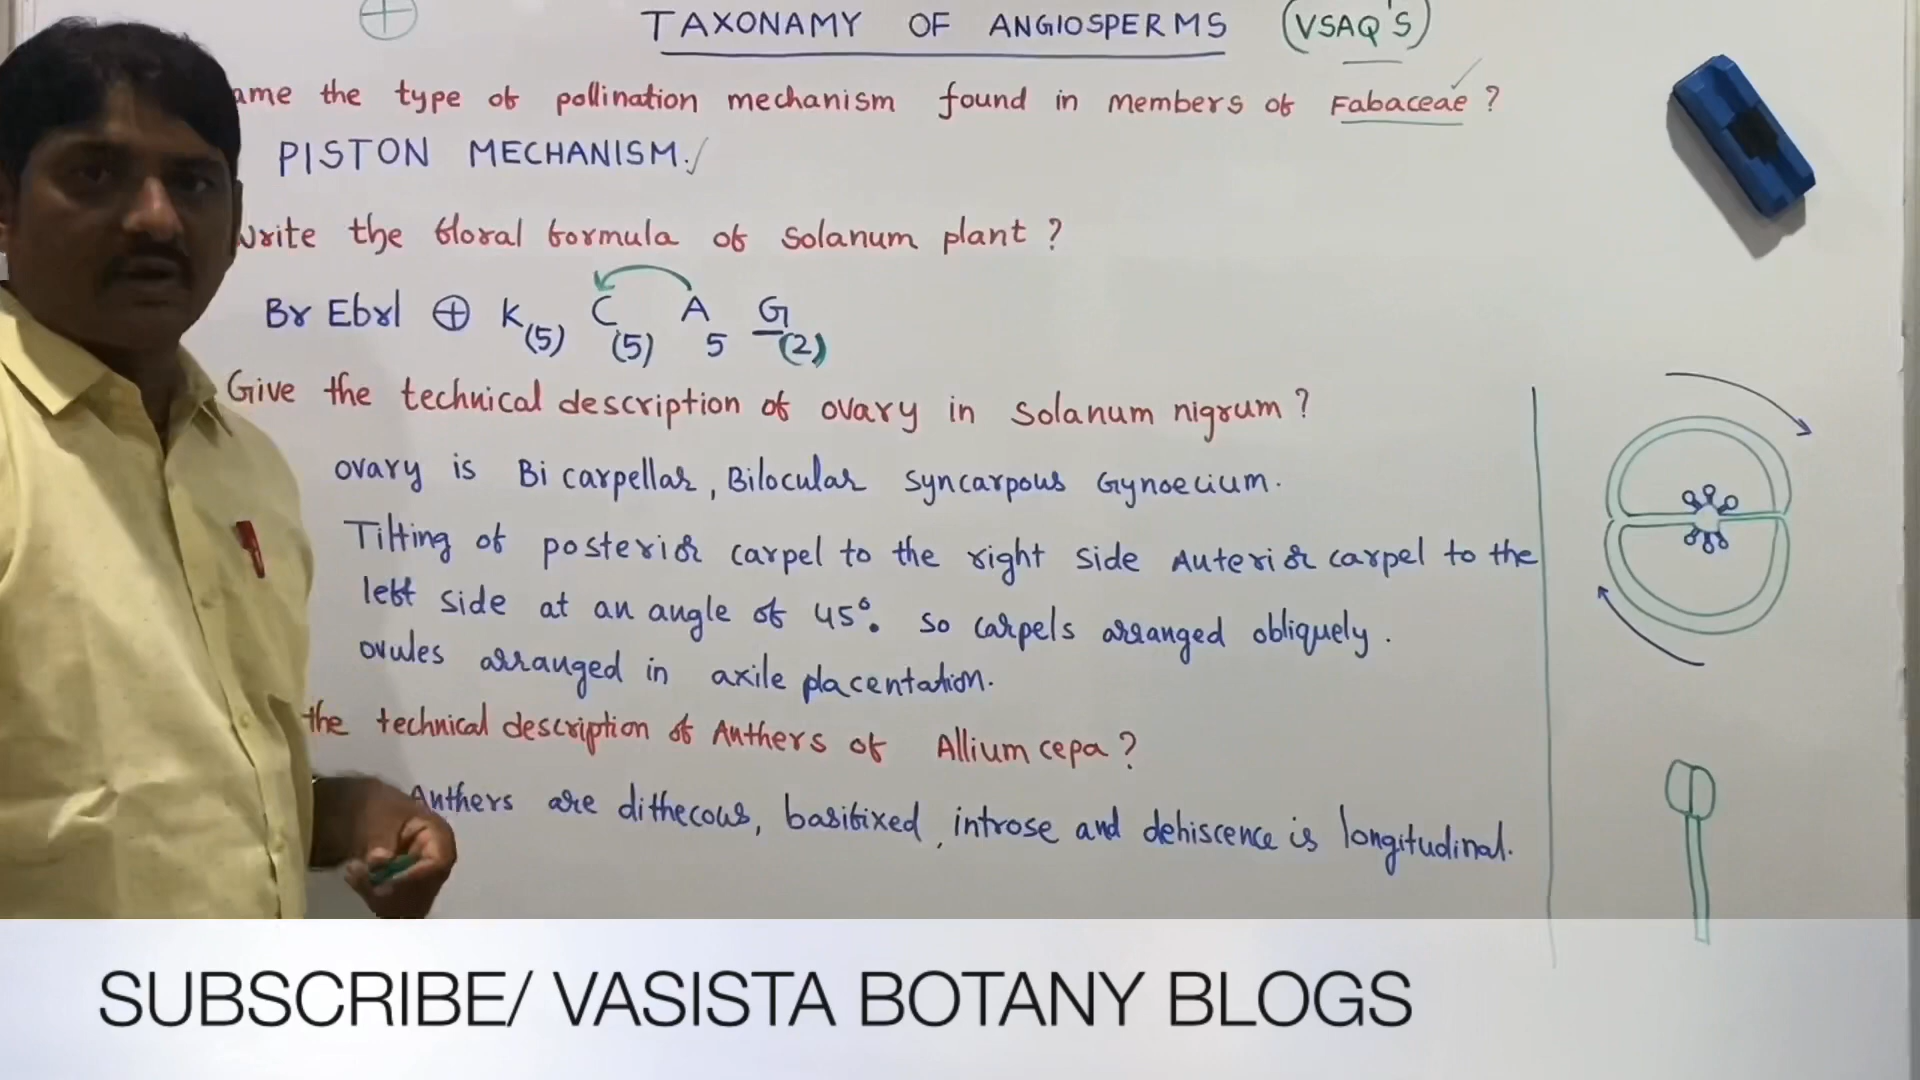 TAXONAMY OF ANGIOSPERMS (VSAQ'S)
ame the type of pollination mechanism found in members of Fabaceae ?
PISTON MECHANISM.
Write the floral formula of Solanum plant ?
Br Ebrl ⊕ K(5) C(5) A5 G(2)
Give the technical description of ovary in Solanum nigrum ?
ovary is Bi carpellar, Bilocular Syncarpous Gynoecium.
Tilting of posterior carpel to the right side Auterior carpel to the
left side at an angle of 45°. so carpels arranged obliquely.
ovules arranged in axile placentation.
the technical description of Anthers of Allium cepa ?
Anthers are dithecous, basifixed, introse and dehiscence is longitudinal.
SUBSCRIBE/ VASISTA BOTANY BLOGS